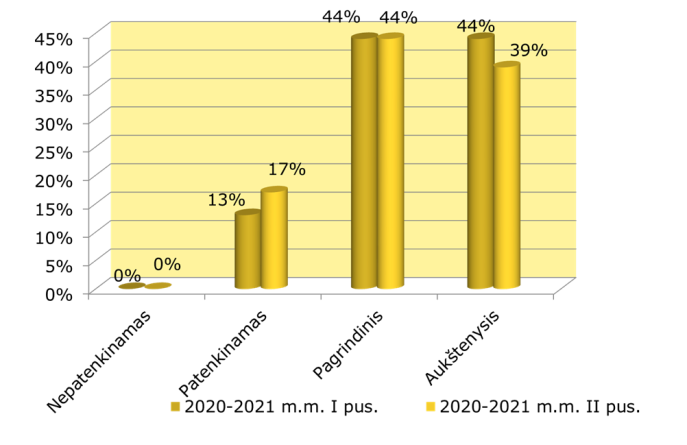 44% 44%
44%
39%
17%
13%
0% 0%
45%
40%
35%
30%
25%
20%
15%
10%
5%
0%
Nepatenkinamas
Patenkinamas
Pagrindinis
Aukštenysis
2020-2021 m.m. I pus.
2020-2021 m.m. II pus.